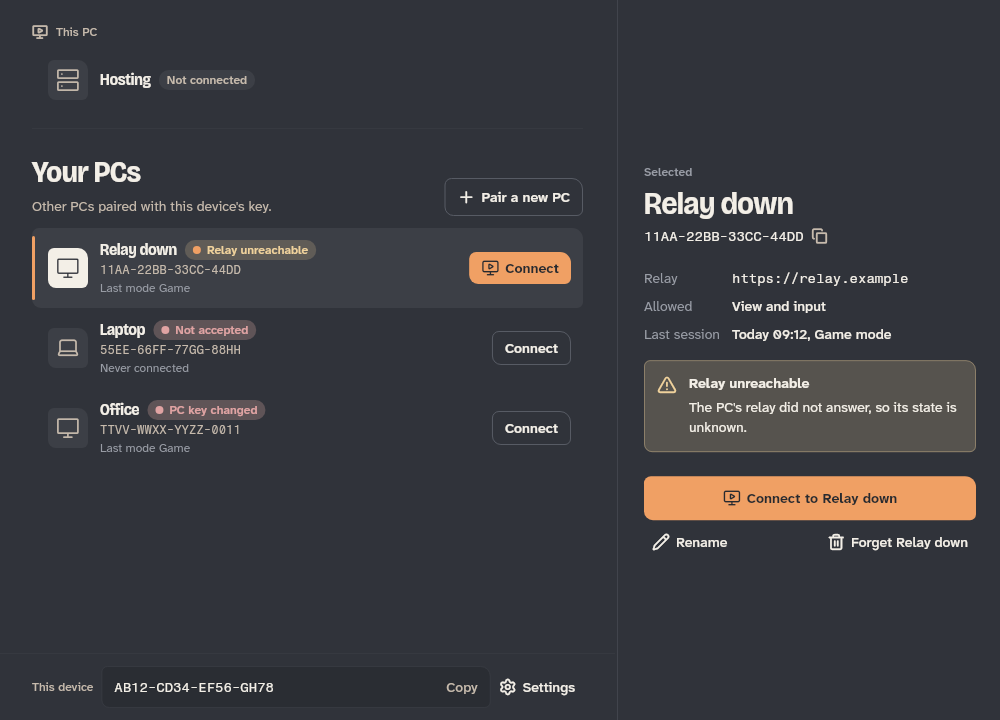 This PC
Hosting Not connected
Your PCs
Other PCs paired with this device's key.
Pair a new PC
Relay down Relay unreachable
11AA-22BB-33CC-44DD
Last mode Game
Connect
Laptop Not accepted
55EE-66FF-77GG-88HH
Never connected
Connect
Office PC key changed
TTVV-WWXX-YYZZ-0011
Last mode Game
Connect
This device AB12-CD34-EF56-GH78 Copy Settings
Selected
Relay down
11AA-22BB-33CC-44DD
Relay https://relay.example
Allowed View and input
Last session Today 09:12, Game mode
Relay unreachable
The PC's relay did not answer, so its state is
unknown.
Connect to Relay down
Rename Forget Relay down